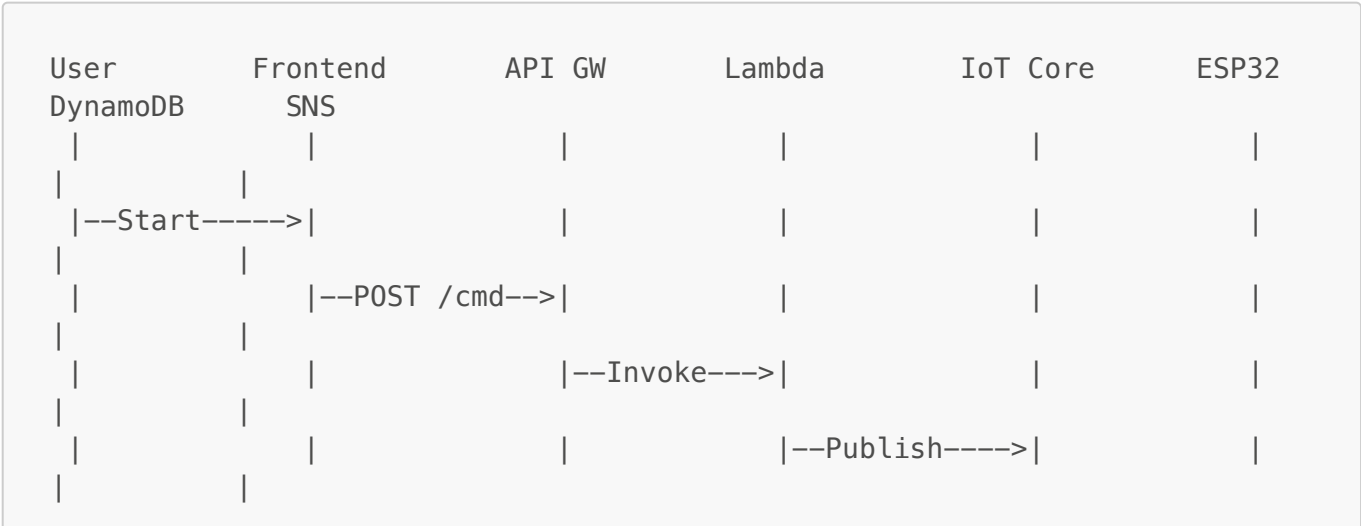 User        Frontend       API GW       Lambda        IoT Core      ESP32
DynamoDB      SNS
 |             |              |            |              |            |
|          |
 |--Start----->|              |            |              |            |
|          |
 |             |--POST /cmd-->|            |              |            |
|          |
 |             |              |--Invoke--->|              |            |
|          |
 |             |              |            |--Publish---->|            |
|          |